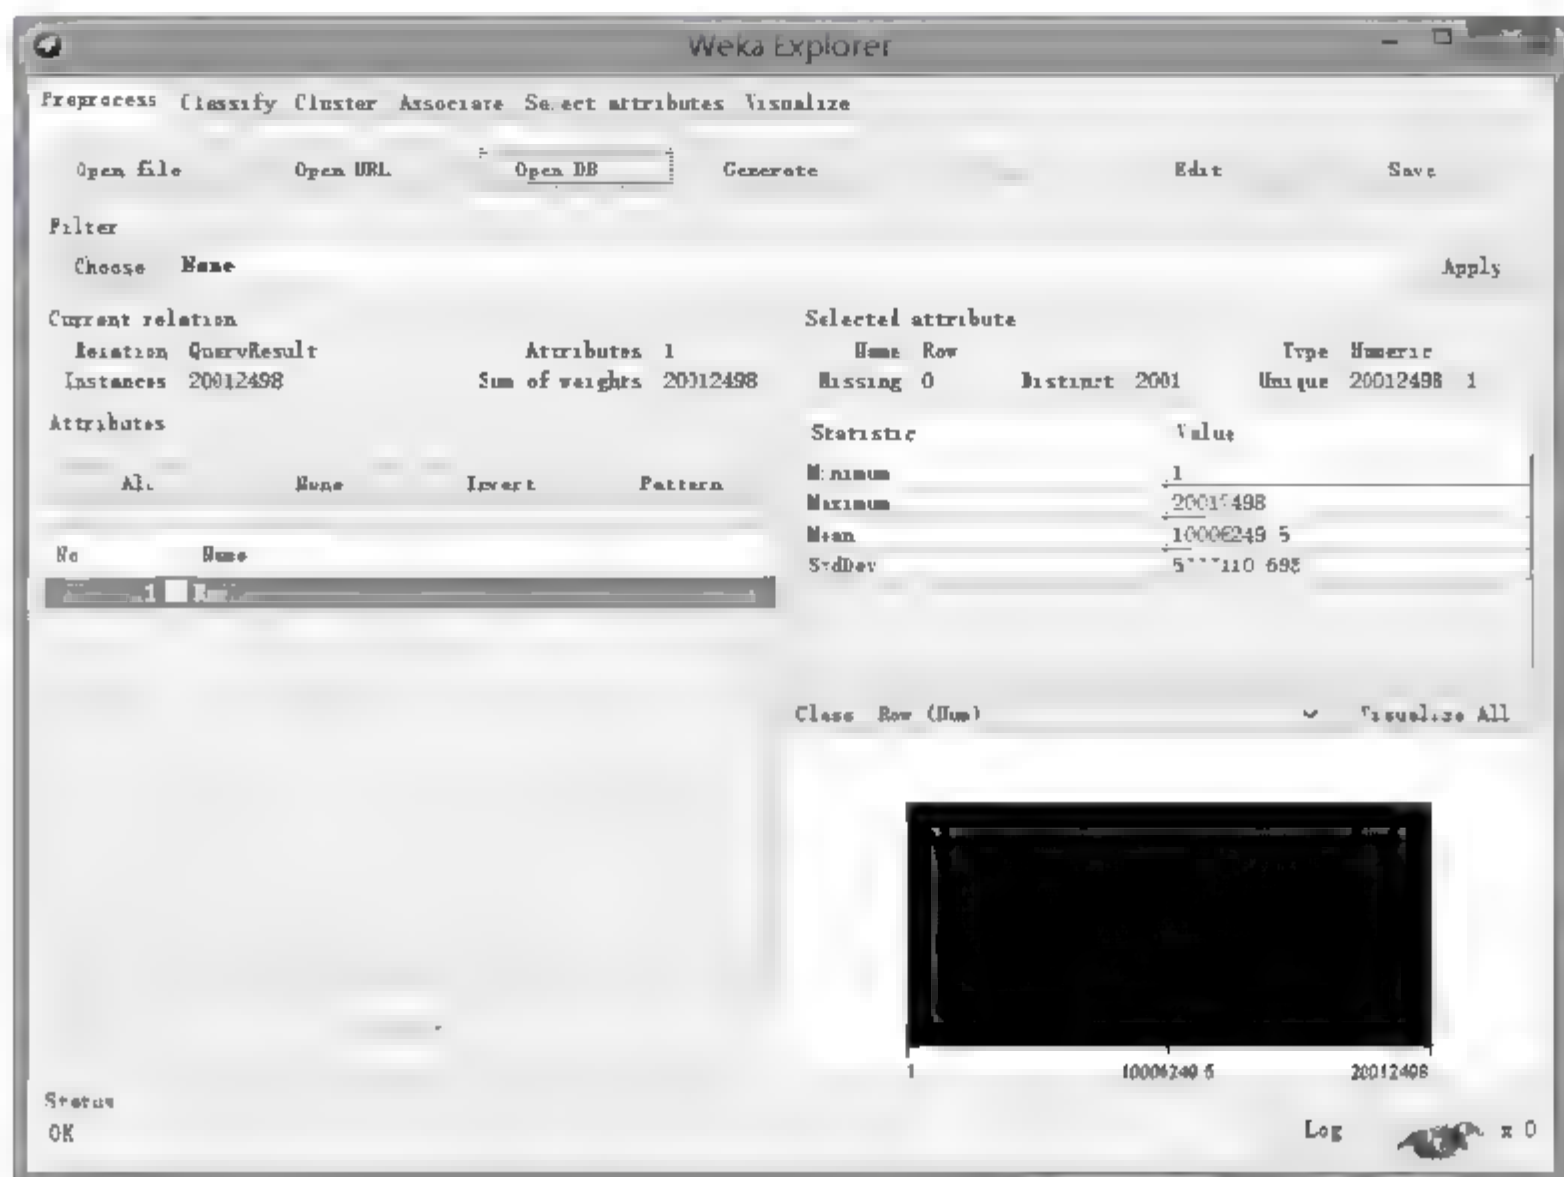 Weka Explorer
Preprocess Classify Cluster Associate Select attributes Visualize
Open file Open URL Open DB Generate Edit Save
Filter
Choose None Apply
Current relation
Relation QueryResult Attributes 1
Instances 20012498 Sum of weights 20012498
Selected attribute
Name Row Type Numeric
Missing 0 Distinct 2001 Unique 20012498 1
Attributes
All None Invert Pattern
No Name
1
Statistic Value
Minimum 1
Maximum
Mean 10006249 5
StdDev
Class Row (Num) Visualize All
1 10006249 5 20012498
Status
OK
Log x 0